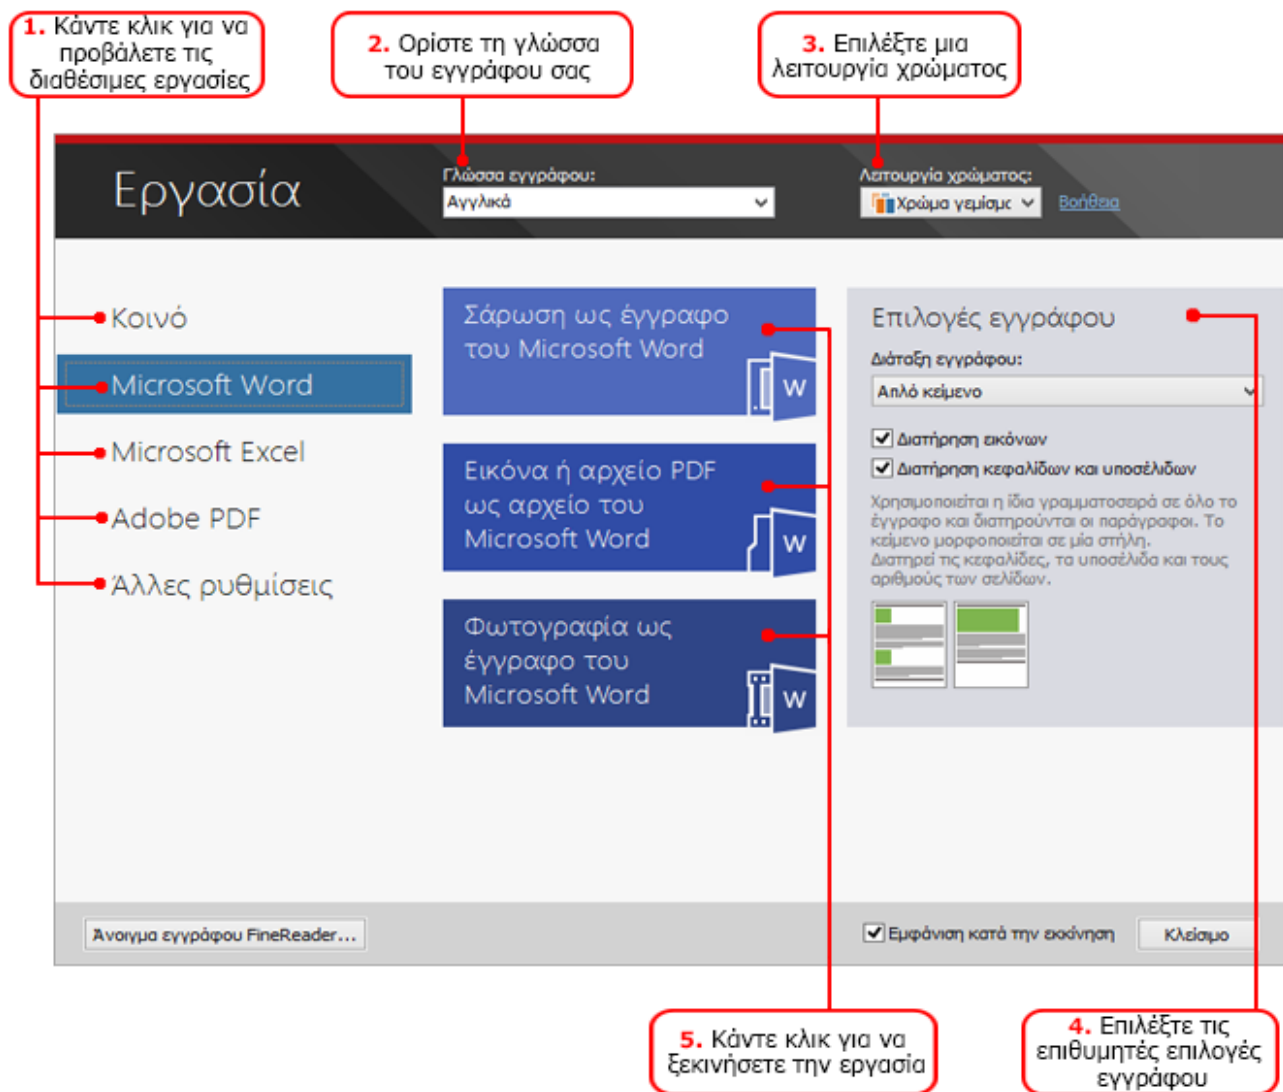 1. Κάντε κλικ για να
προβάλετε τις
διαθέσιμες εργασίες
2. Ορίστε τη γλώσσα
του εγγράφου σας
3. Επιλέξτε μια
λειτουργία χρώματος
Εργασία
Γλώσσα εγγράφου:
Αγγλικά
Λειτουργία χρώματος:
Χρώμα γεμίσμα
Βοήθεια
Κοινό
Microsoft Word
Microsoft Excel
Adobe PDF
Άλλες ρυθμίσεις
Σάρωση ως έγγραφο
του Microsoft Word
W
Εικόνα ή αρχείο PDF
ως αρχείο του
Microsoft Word
W
Φωτογραφία ως
έγγραφο του
Microsoft Word
W
Επιλογές εγγράφου
Διάταξη εγγράφου:
Απλό κείμενο
Διατήρηση εικόνων
Διατήρηση κεφαλίδων και υποσέλιδων
Χρησιμοποιείται η ίδια γραμματοσειρά σε όλο το
έγγραφο και διατηρούνται οι παράγραφοι. Το
κείμενο μορφοποιείται σε μία στήλη.
Διατηρεί τις κεφαλίδες, τα υποσέλιδα και τους
αριθμούς των σελίδων.
Άνοιγμα εγγράφου FineReader...
Εμφάνιση κατά την εκκίνηση
Κλείσιμο
5. Κάντε κλικ για να
ξεκινήσετε την εργασία
4. Επιλέξτε τις
επιθυμητές επιλογές
εγγράφου